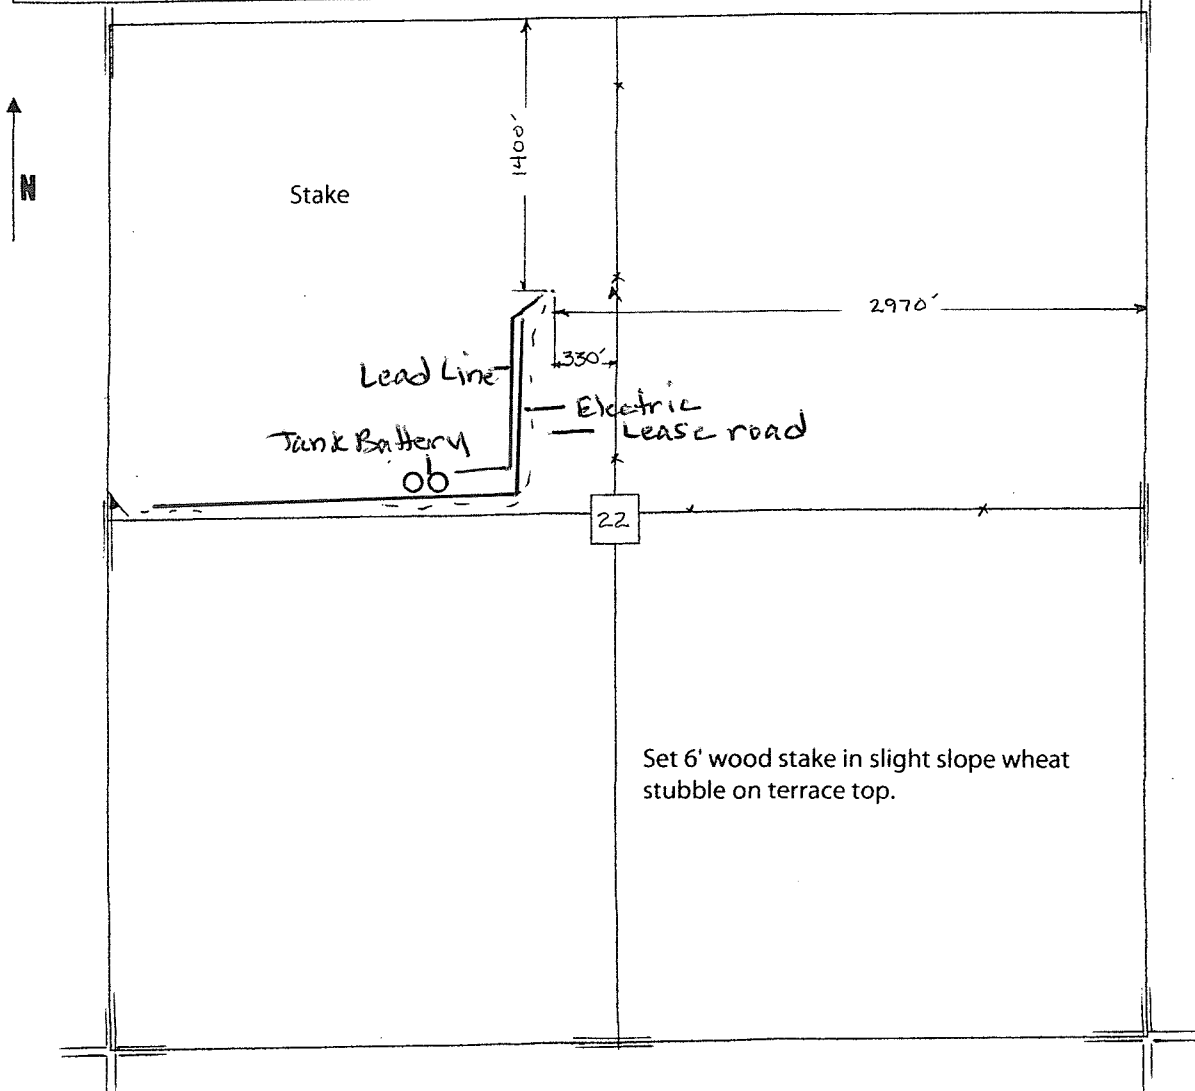 1400'
N
Stake
2970'
330'
Lead Line
Electric
Tank Battery
Lease road
22
Set 6' wood stake in slight slope wheat
stubble on terrace top.